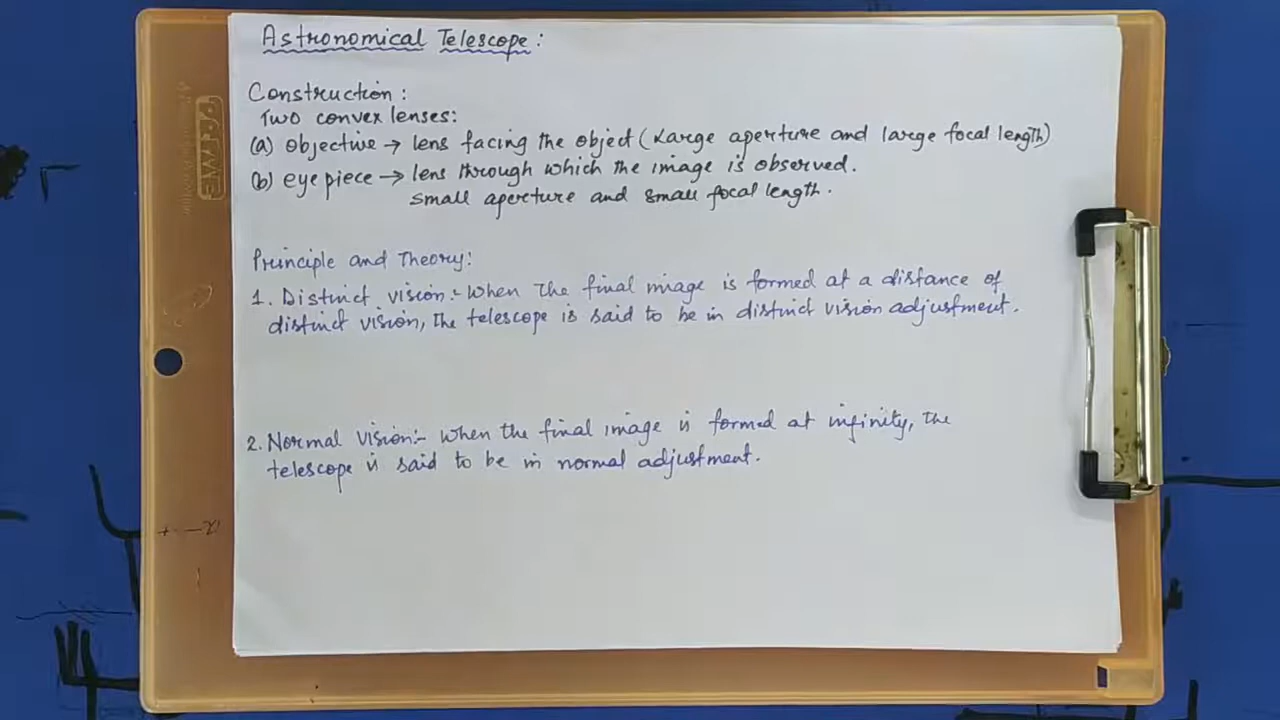 Astronomical Telescope :
Construction :
Two convex lenses:
(a) Objective → lens facing the object (Large aperture and large focal length)
(b) eye piece → lens through which the image is observed.
small aperture and small focal length.
Principle and Theory:
1. Distinct vision:- When the final image is formed at a distance of
distinct vision, the telescope is said to be in distinct vision adjustment.
2. Normal vision:- When the final image is formed at infinity, the
telescope is said to be in normal adjustment.